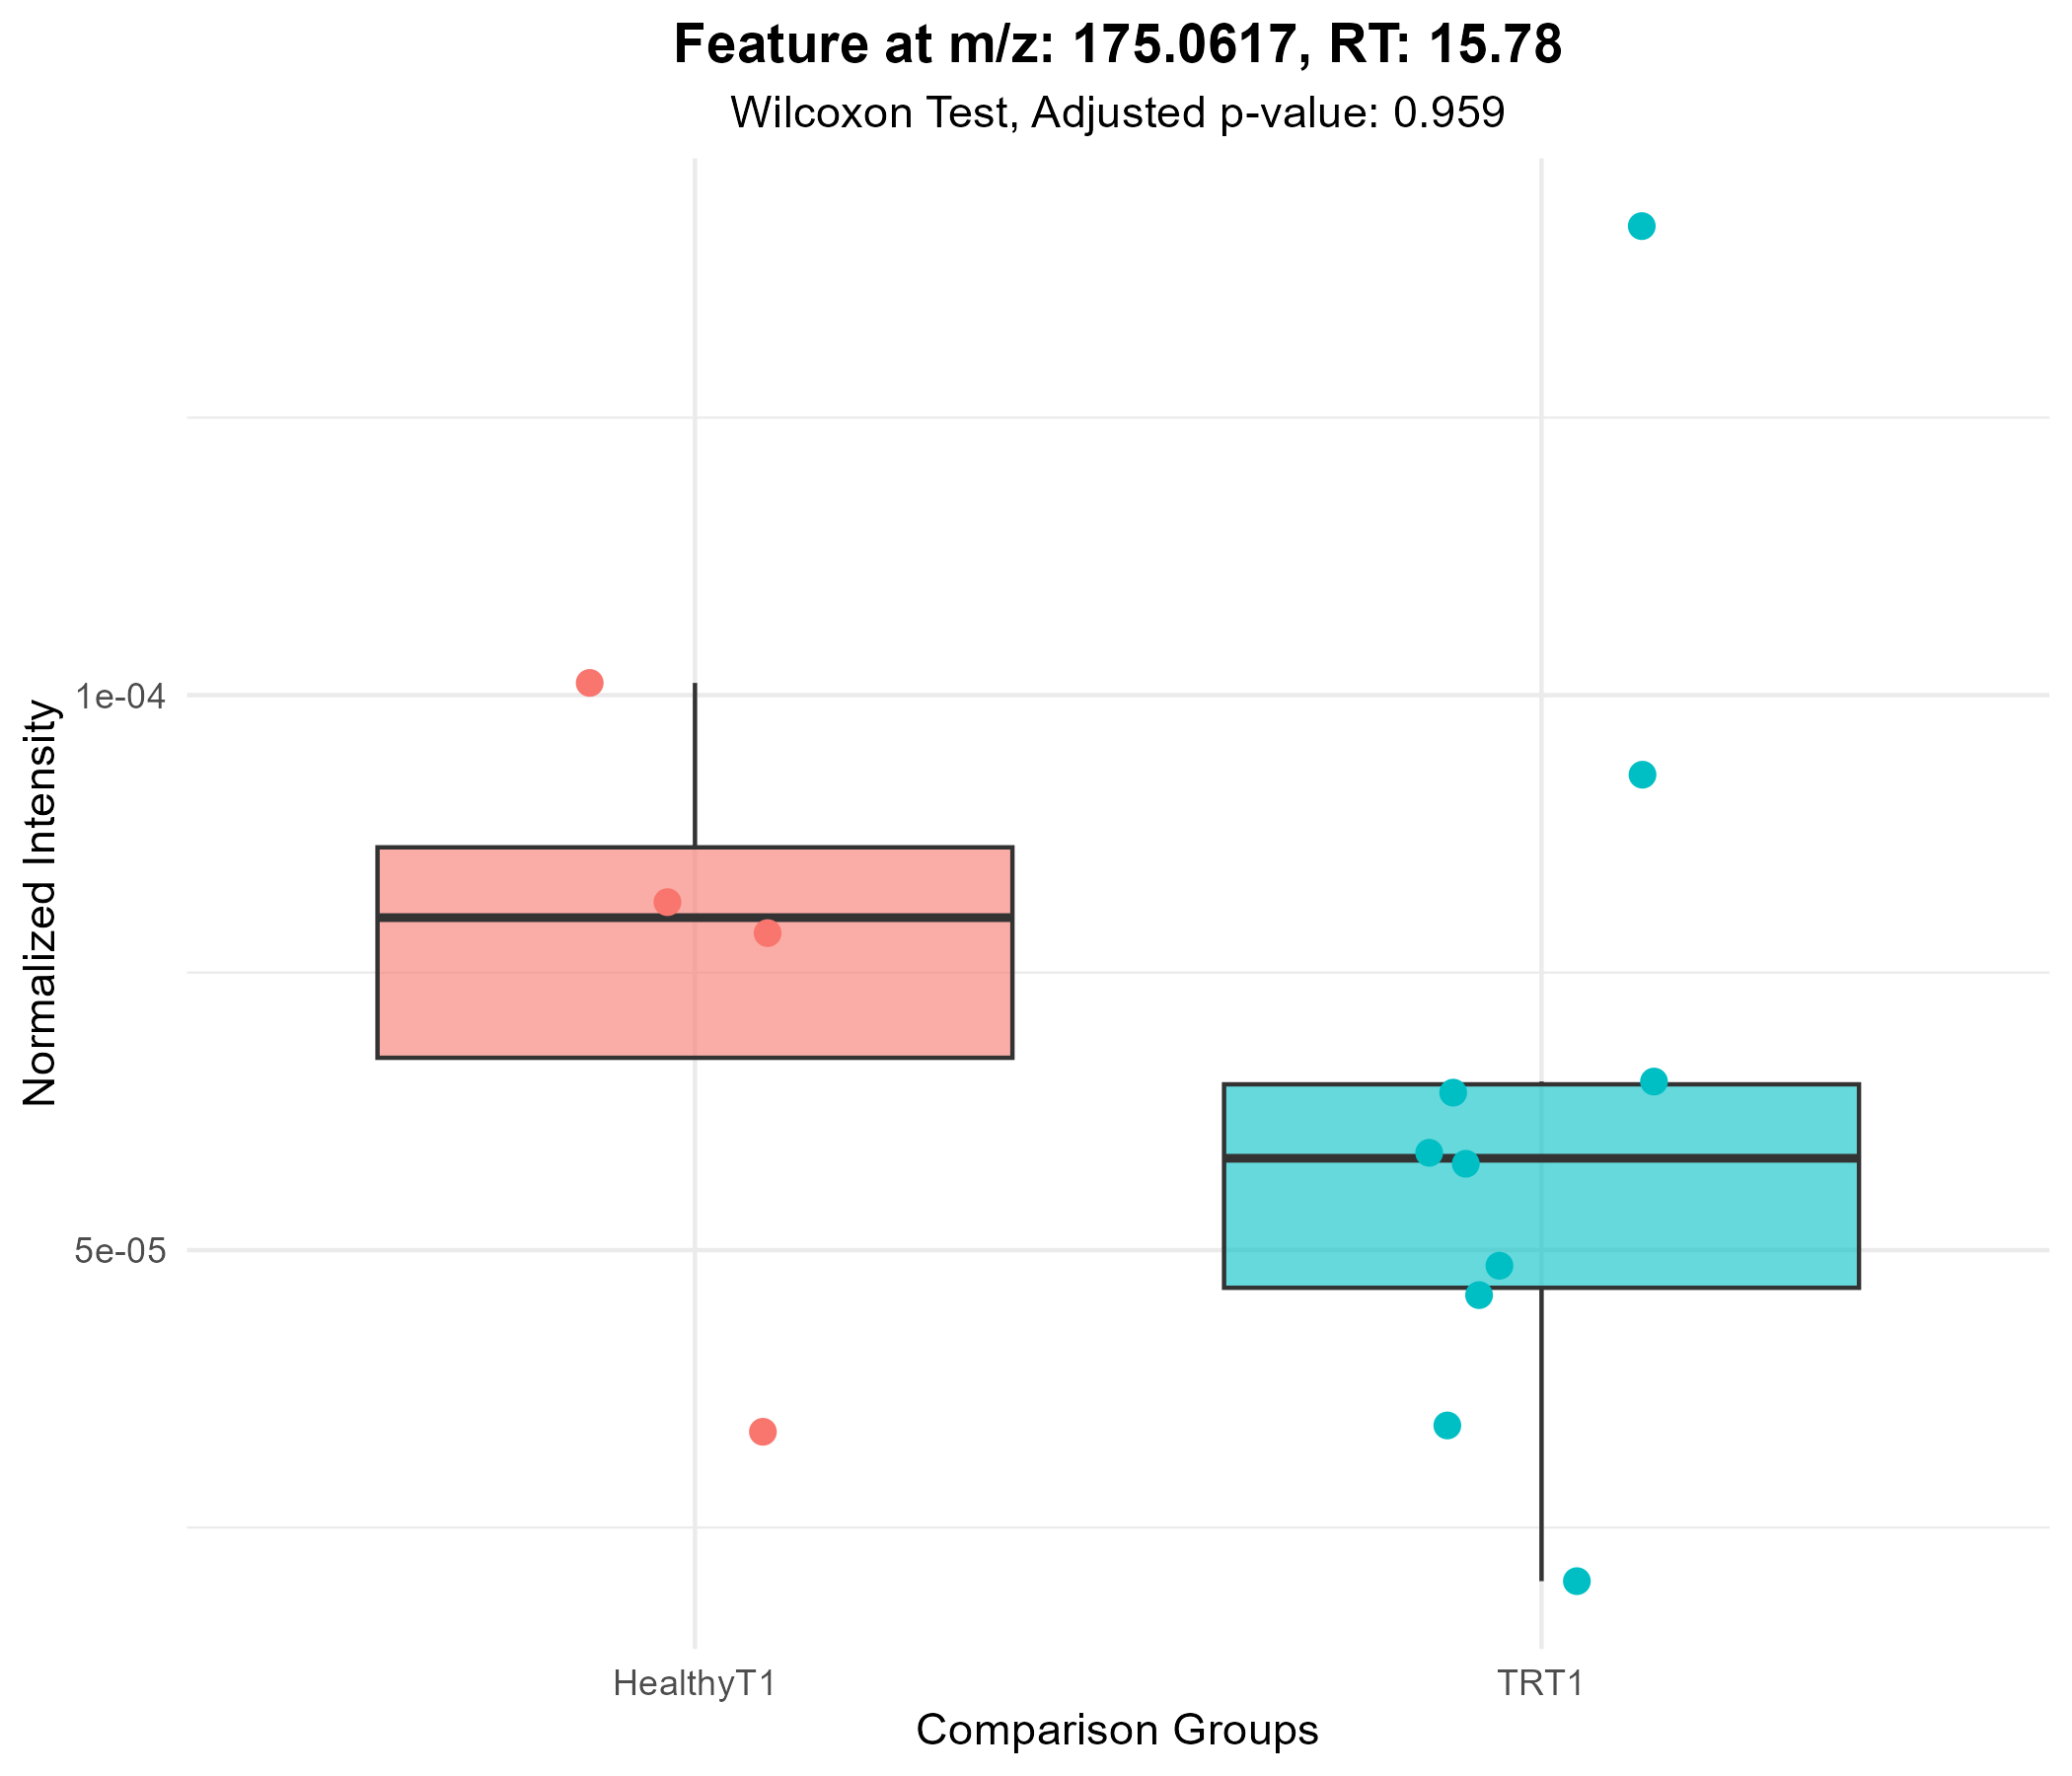 Feature at m/z: 175.0617, RT: 15.78
Wilcoxon Test, Adjusted p-value: 0.959
Normalized Intensity
1e-04
5e-05
HealthyT1
TRT1
Comparison Groups